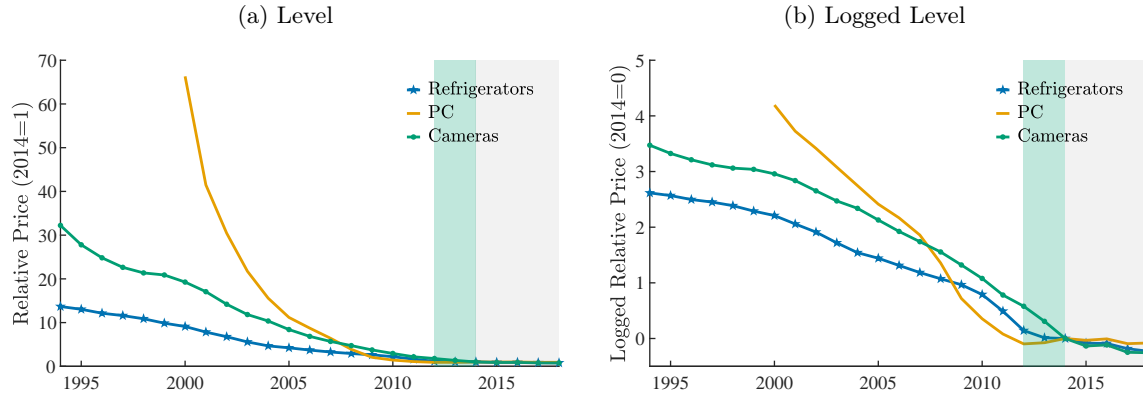 (a) Level
Relative Price (2014=1)
70
60
50
40
30
20
10
0
1995
2000
2005
2010
2015
Refrigerators
PC
Cameras
(b) Logged Level
Logged Relative Price (2014=0)
5
4
3
2
1
0
1995
2000
2005
2010
2015
Refrigerators
PC
Cameras